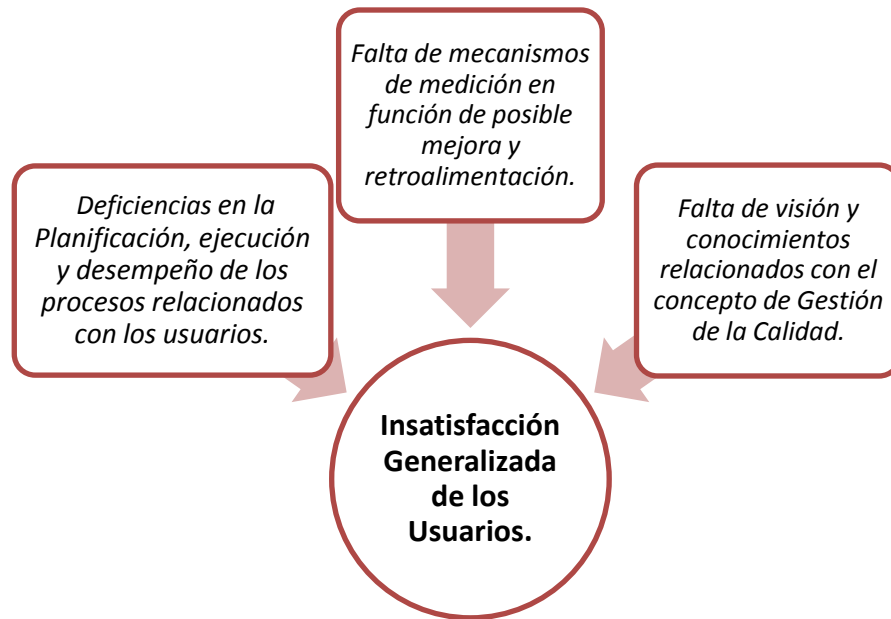 Falta de mecanismos
de medición en
función de posible
mejora y
retroalimentación.
Deficiencias en la
Planificación, ejecución
y desempeño de los
procesos relacionados
con los usuarios.
Falta de visión y
conocimientos
relacionados con el
concepto de Gestión
de la Calidad.
Insatisfacción
Generalizada
de los
Usuarios.